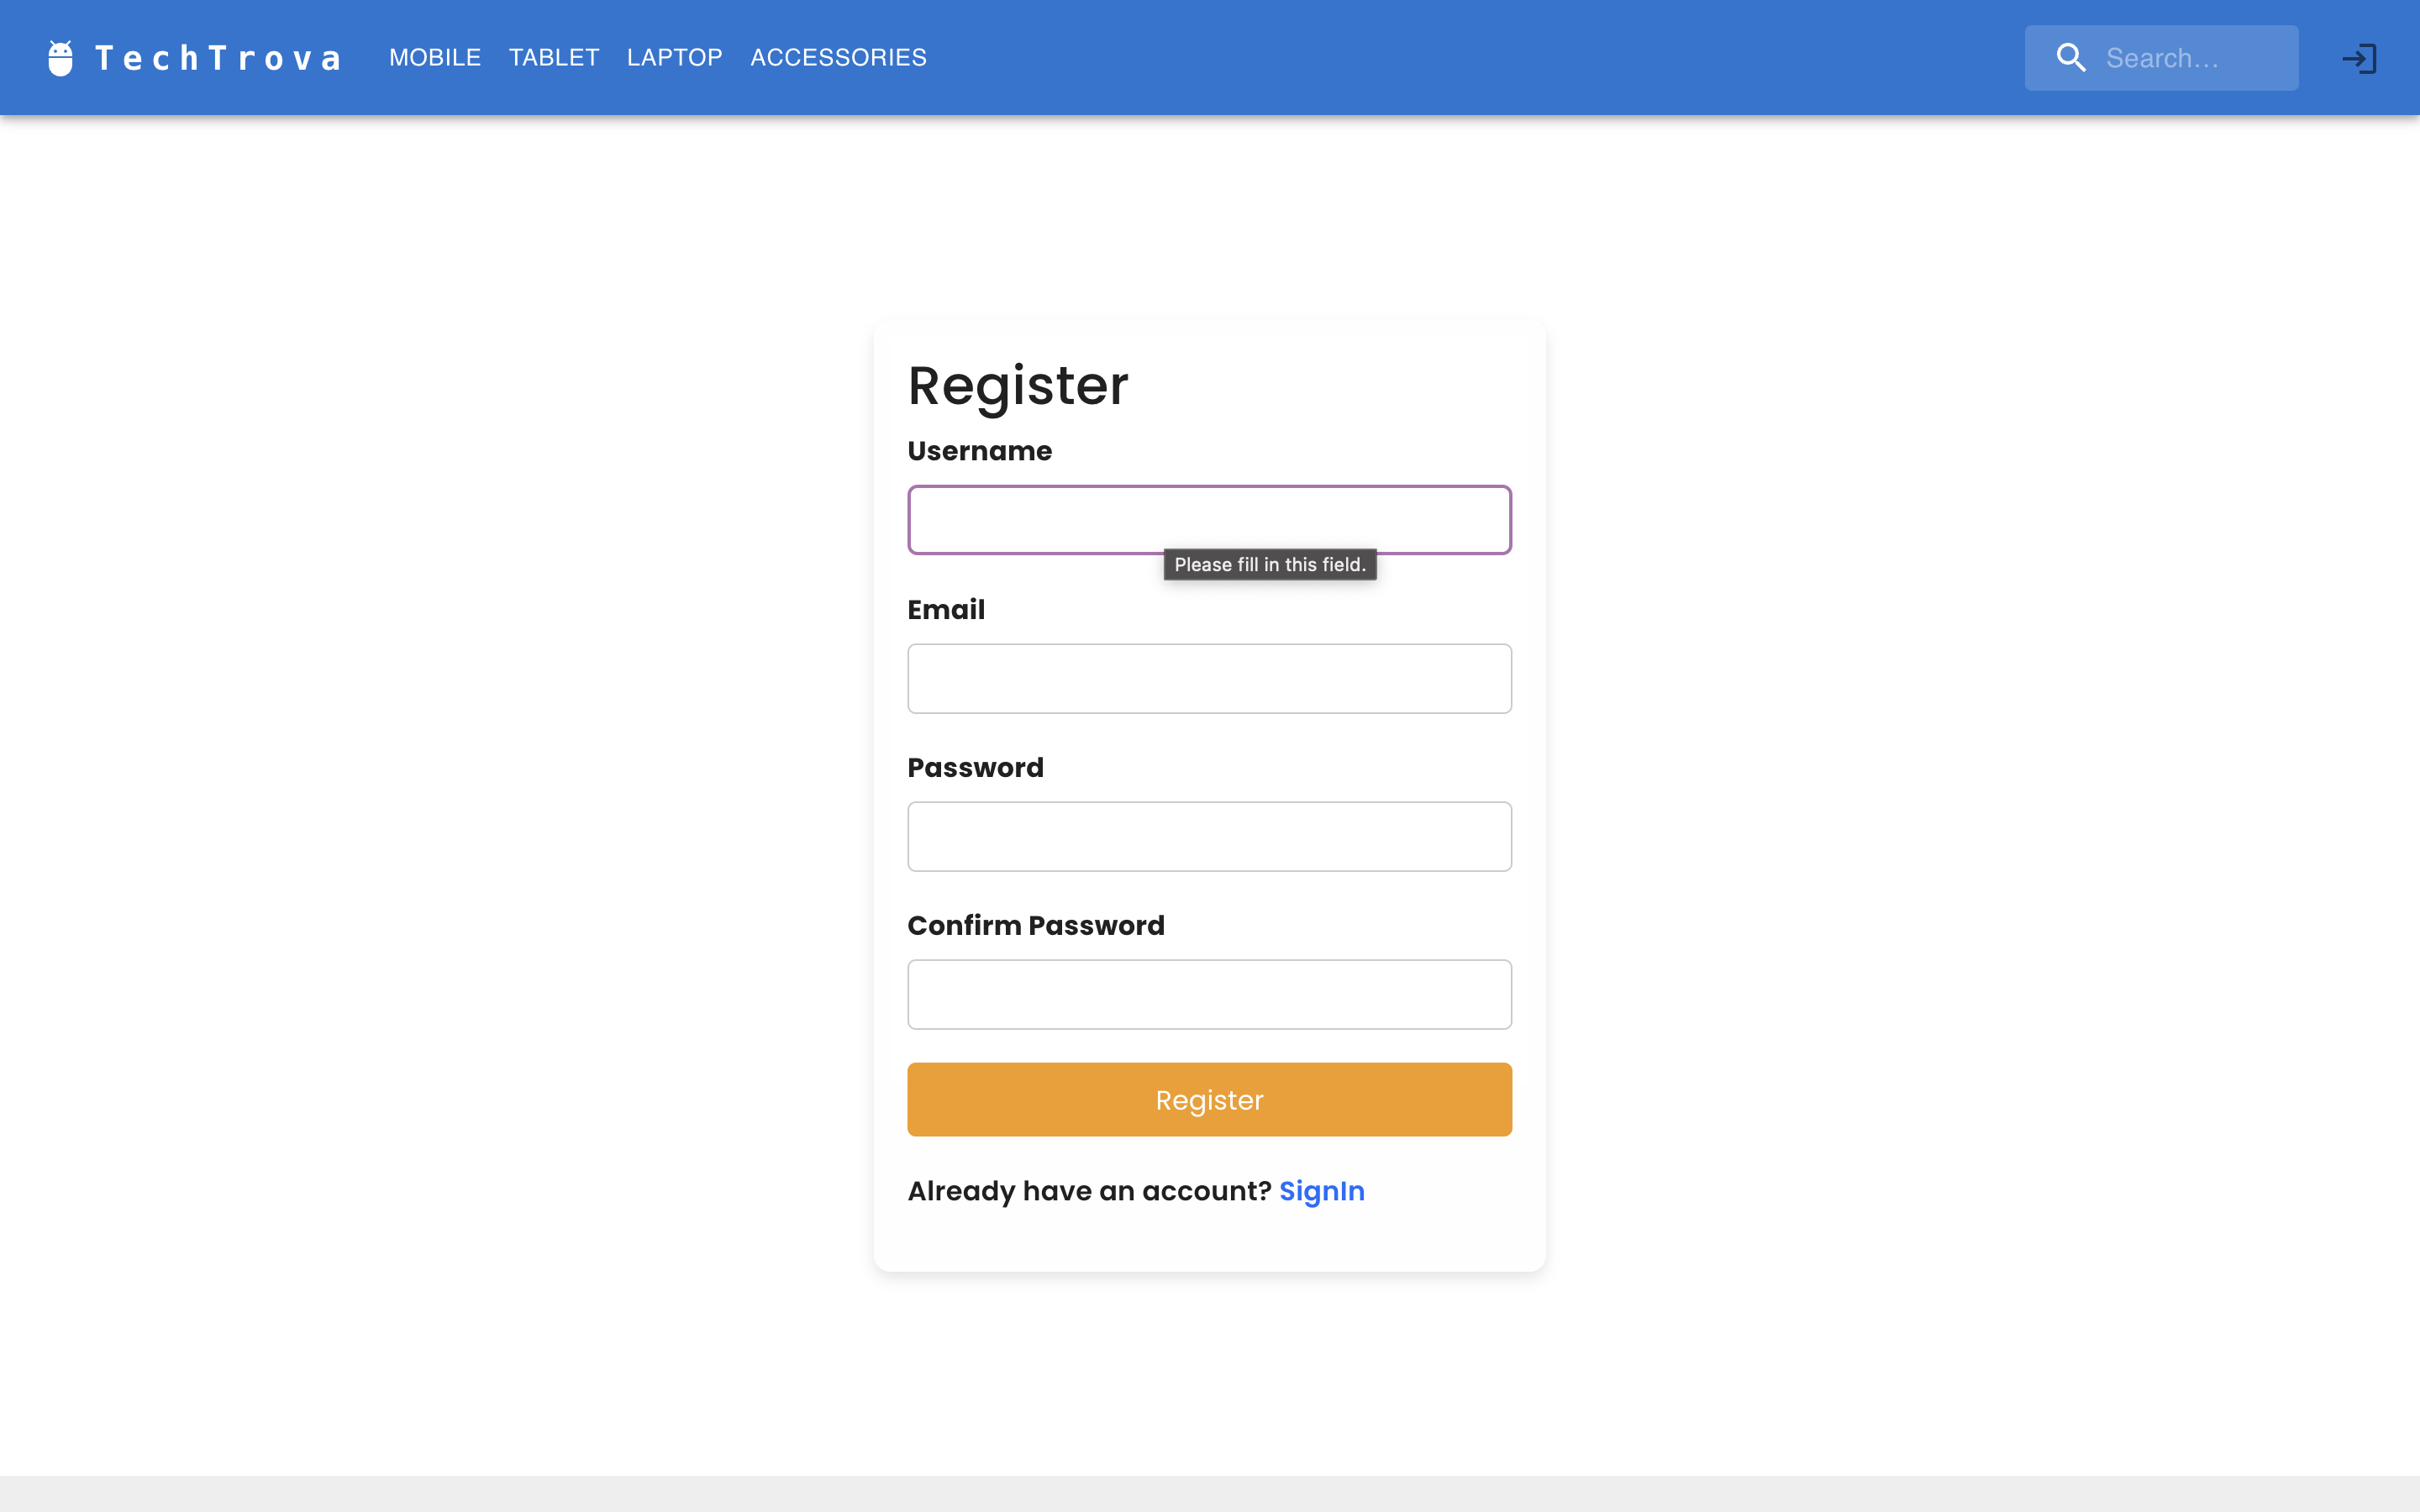 TechTrova MOBILE TABLET LAPTOP ACCESSORIES Search...
Register
Username
Please fill in this field.
Email
Password
Confirm Password
Register
Already have an account? SignIn